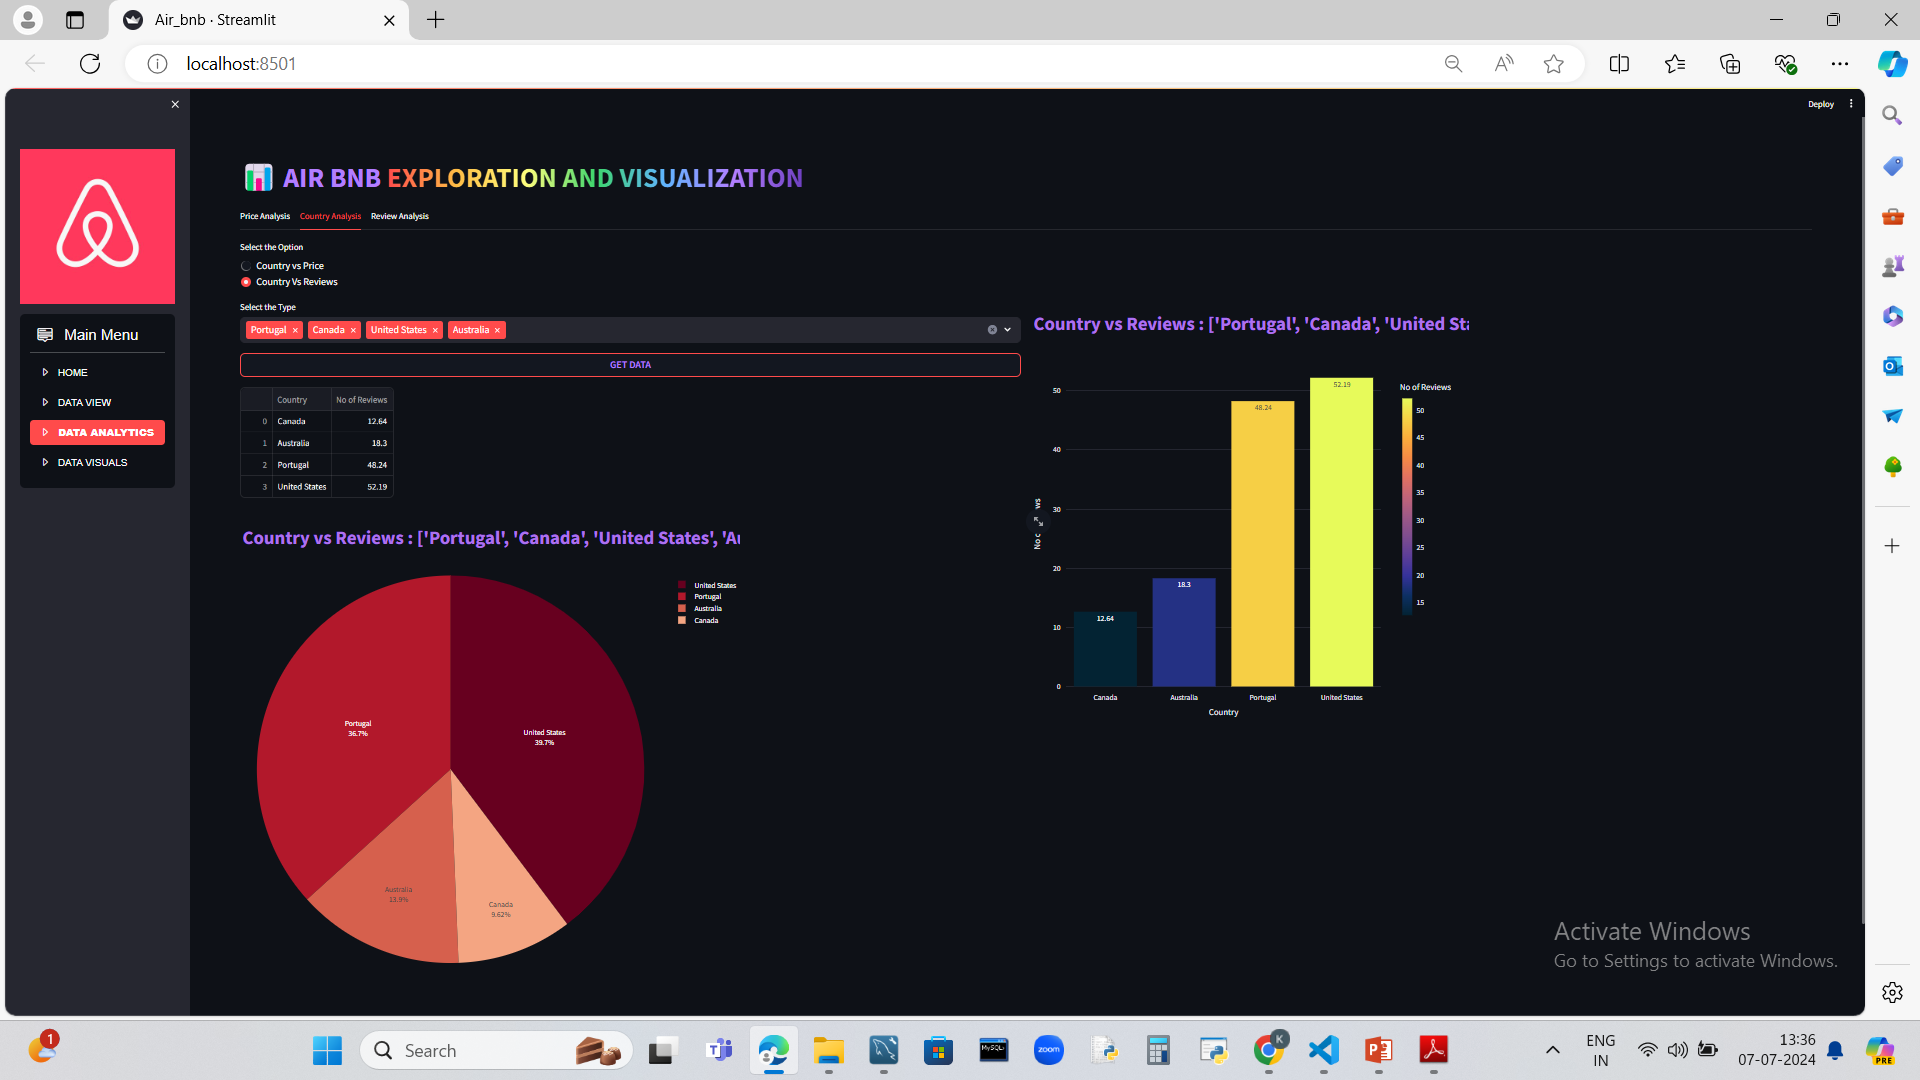 Air_bnb · Streamlit
localhost:8501
Deploy
AIR BNB EXPLORATION AND VISUALIZATION
Price Analysis Country Analysis Review Analysis
Select the Option
Country vs Price
Country Vs Reviews
Select the Type
Portugal Canada United States Australia
GET DATA
Main Menu
HOME
DATA VIEW
DATA ANALYTICS
DATA VISUALS
Country No of Reviews
0 Canada 12.64
1 Australia 18.3
2 Portugal 48.24
3 United States 52.19
Country vs Reviews : ['Portugal', 'Canada', 'United States', 'Au
United States
Portugal
Australia
Canada
Portugal
36.7%
United States
39.7%
Australia
13.9%
Canada
9.62%
Country vs Reviews : ['Portugal', 'Canada', 'United Sta
50
40
30
20
10
0
52.19
48.24
18.3
12.64
Canada Australia Portugal United States
Country
No of Reviews
50
45
40
35
30
25
20
15
Activate Windows
Go to Settings to activate Windows.
1
Search
MySQL
zoom
K
ENG
IN
13:36
07-07-2024
PRE